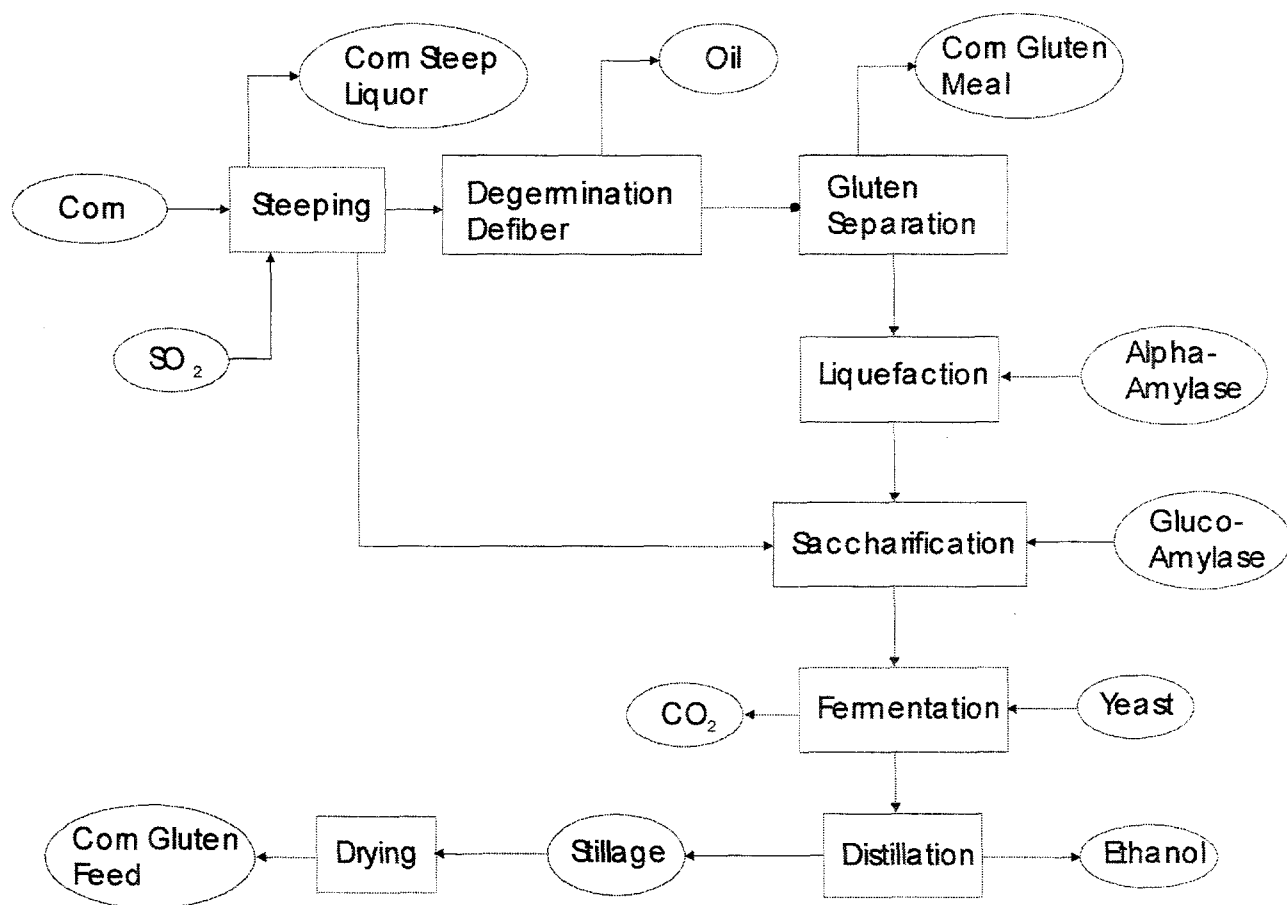 Corn Steep
Liquor
Oil
Corn Gluten
Meal
Corn
Steeping
Degermination
Defiber
Gluten
Separation
SO₂
Liquefaction
Alpha-
Amylase
Saccharification
Gluco-
Amylase
CO₂
Fermentation
Yeast
Corn Gluten
Feed
Drying
Stillage
Distillation
Ethanol